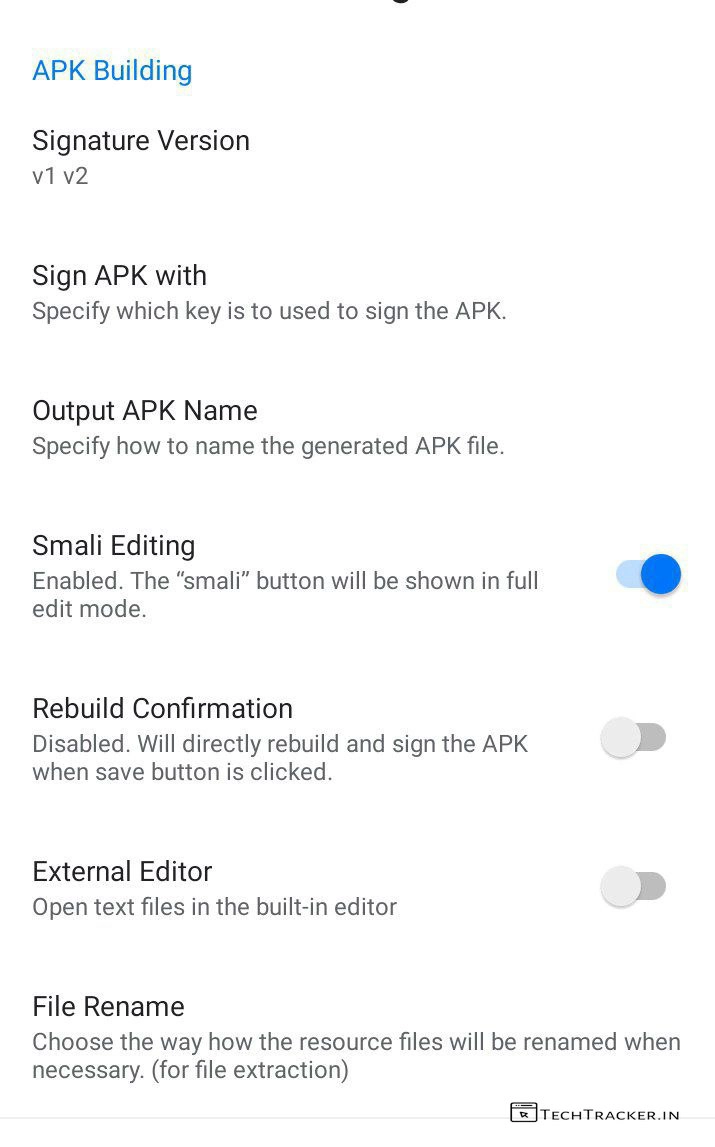 APK Building
Signature Version
v1 v2
Sign APK with
Specify which key is to used to sign the APK.
Output APK Name
Specify how to name the generated APK file.
Smali Editing
Enabled. The “smali” button will be shown in full
edit mode.
Rebuild Confirmation
Disabled. Will directly rebuild and sign the APK
when save button is clicked.
External Editor
Open text files in the built-in editor
File Rename
Choose the way how the resource files will be renamed when
necessary. (for file extraction)
TECHTRACKER.IN